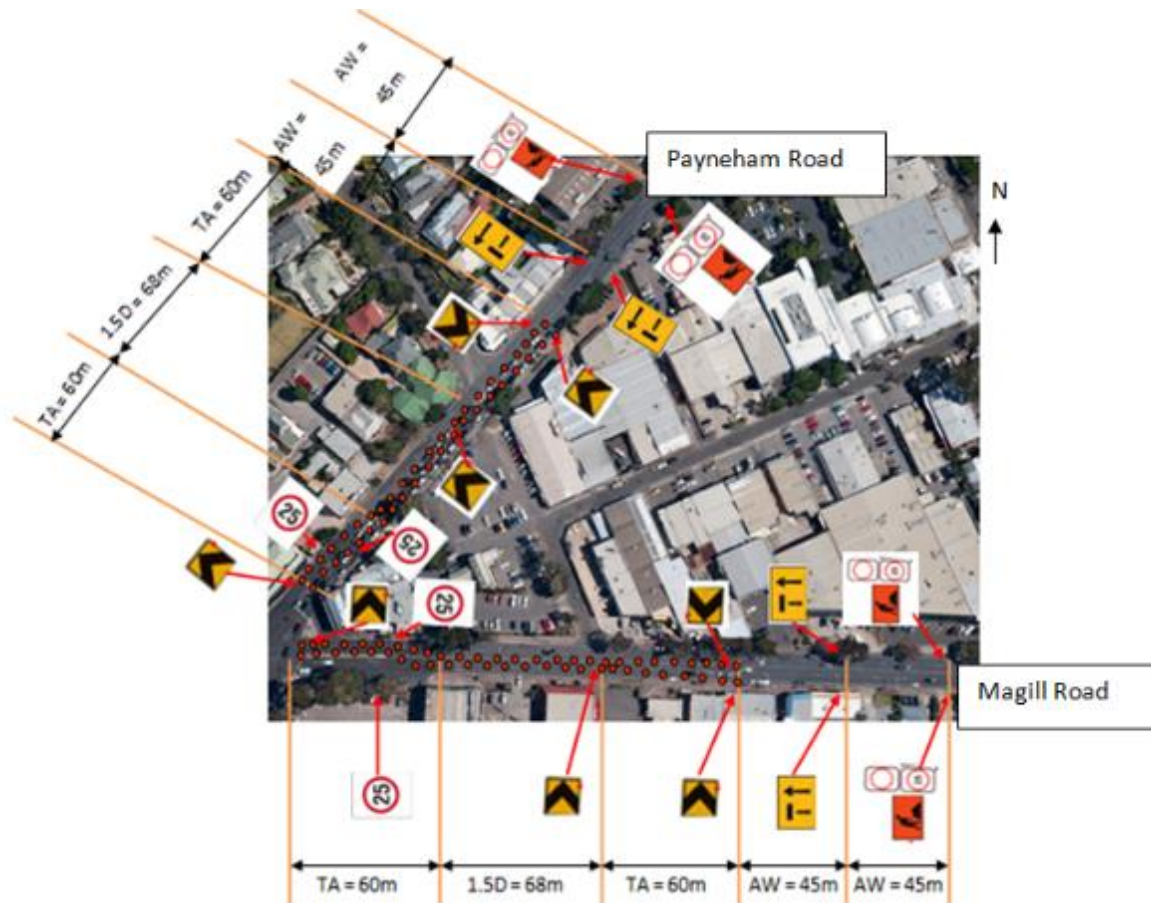 AW =
45m
AW =
45m
TA = 60m
1.5D = 68m
TA = 60m
Payneham Road
N
25
25
25
Magill Road
25
TA = 60m
1.5D = 68m
TA = 60m
AW = 45m
AW = 45m